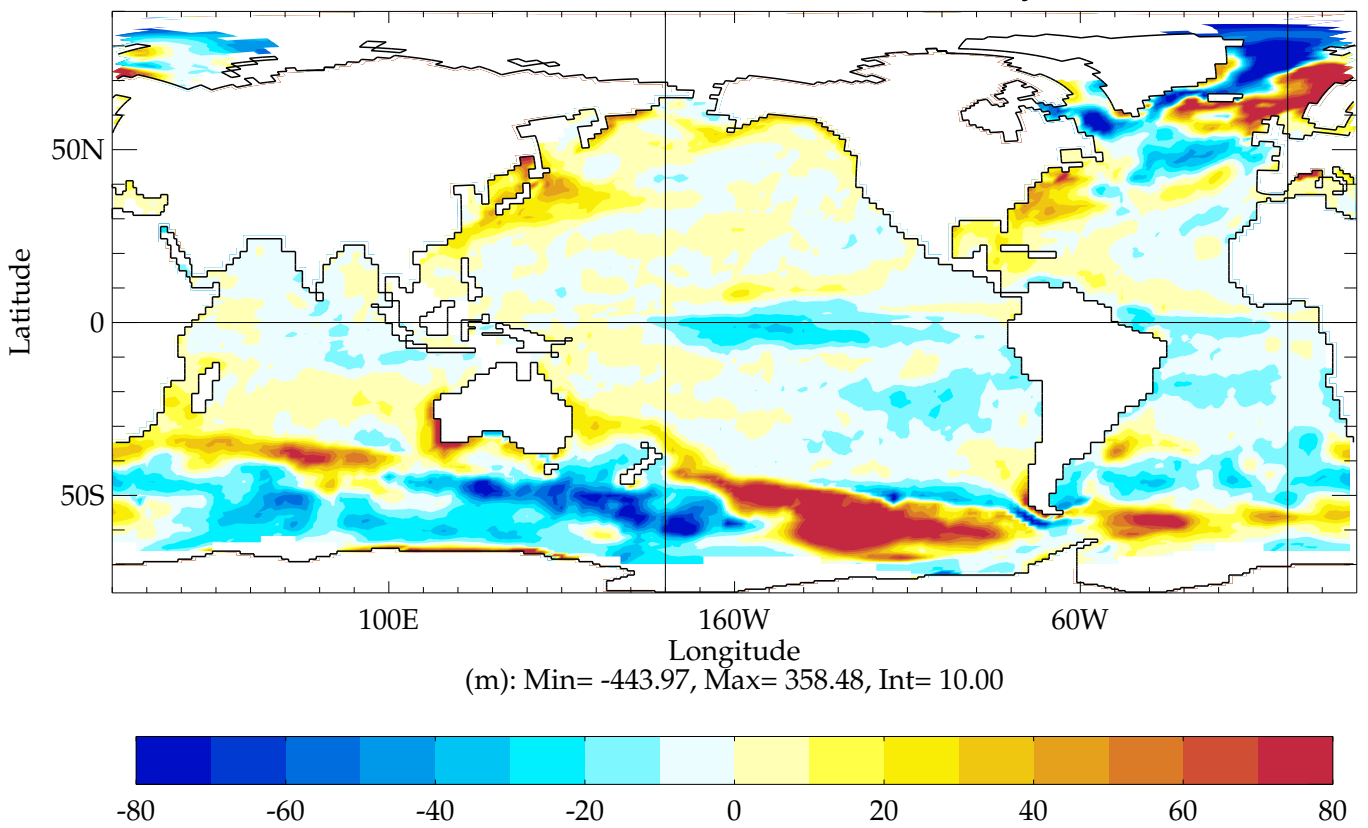 50N
0
50S
Latitude
100E 160W 60W
Longitude
(m): Min= -443.97, Max= 358.48, Int= 10.00
-80 -60 -40 -20 0 20 40 60 80